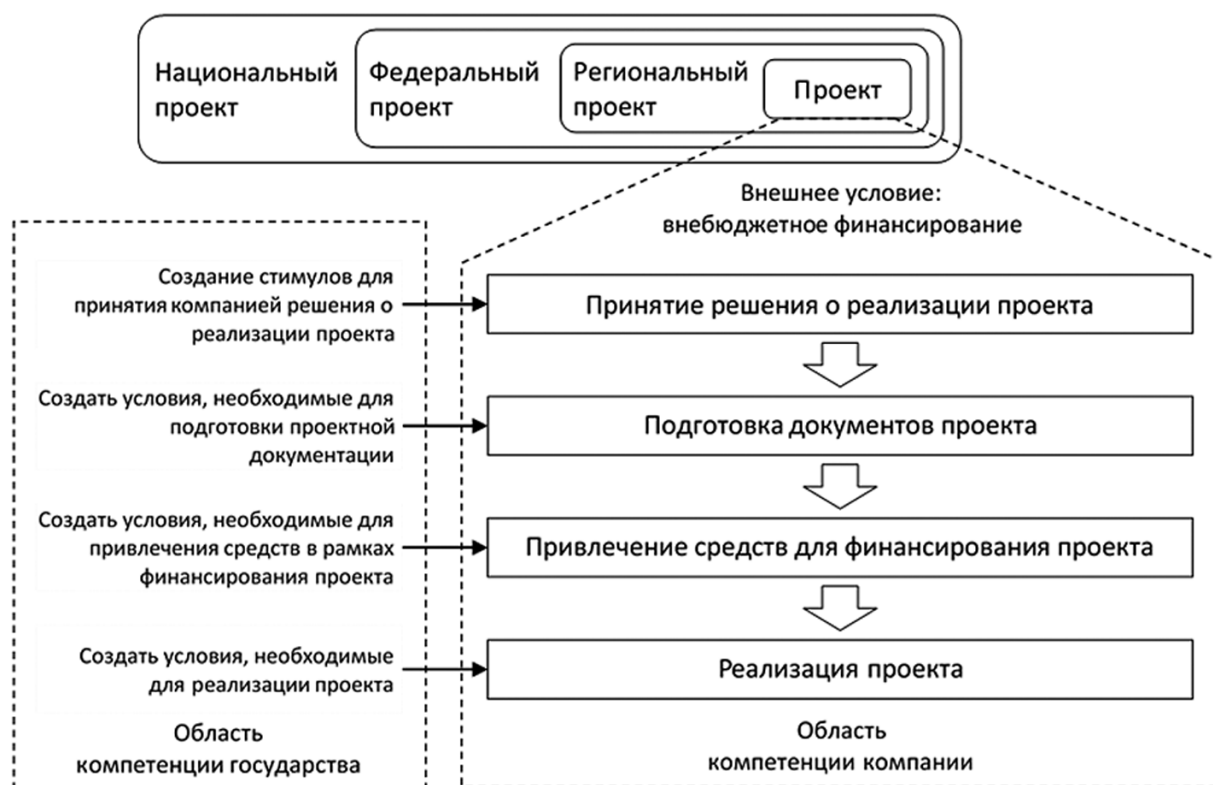 Национальный
проект
Федеральный
проект
Региональный
проект
Проект
Внешнее условие:
внебюджетное финансирование
Создание стимулов для
принятия компанией решения о
реализации проекта
Принятие решения о реализации проекта
Создать условия, необходимые для
подготовки проектной
документации
Подготовка документов проекта
Создать условия, необходимые для
привлечения средств в рамках
финансирования проекта
Привлечение средств для финансирования проекта
Создать условия, необходимые
для реализации проекта
Реализация проекта
Область
компетенции государства
Область
компетенции компании